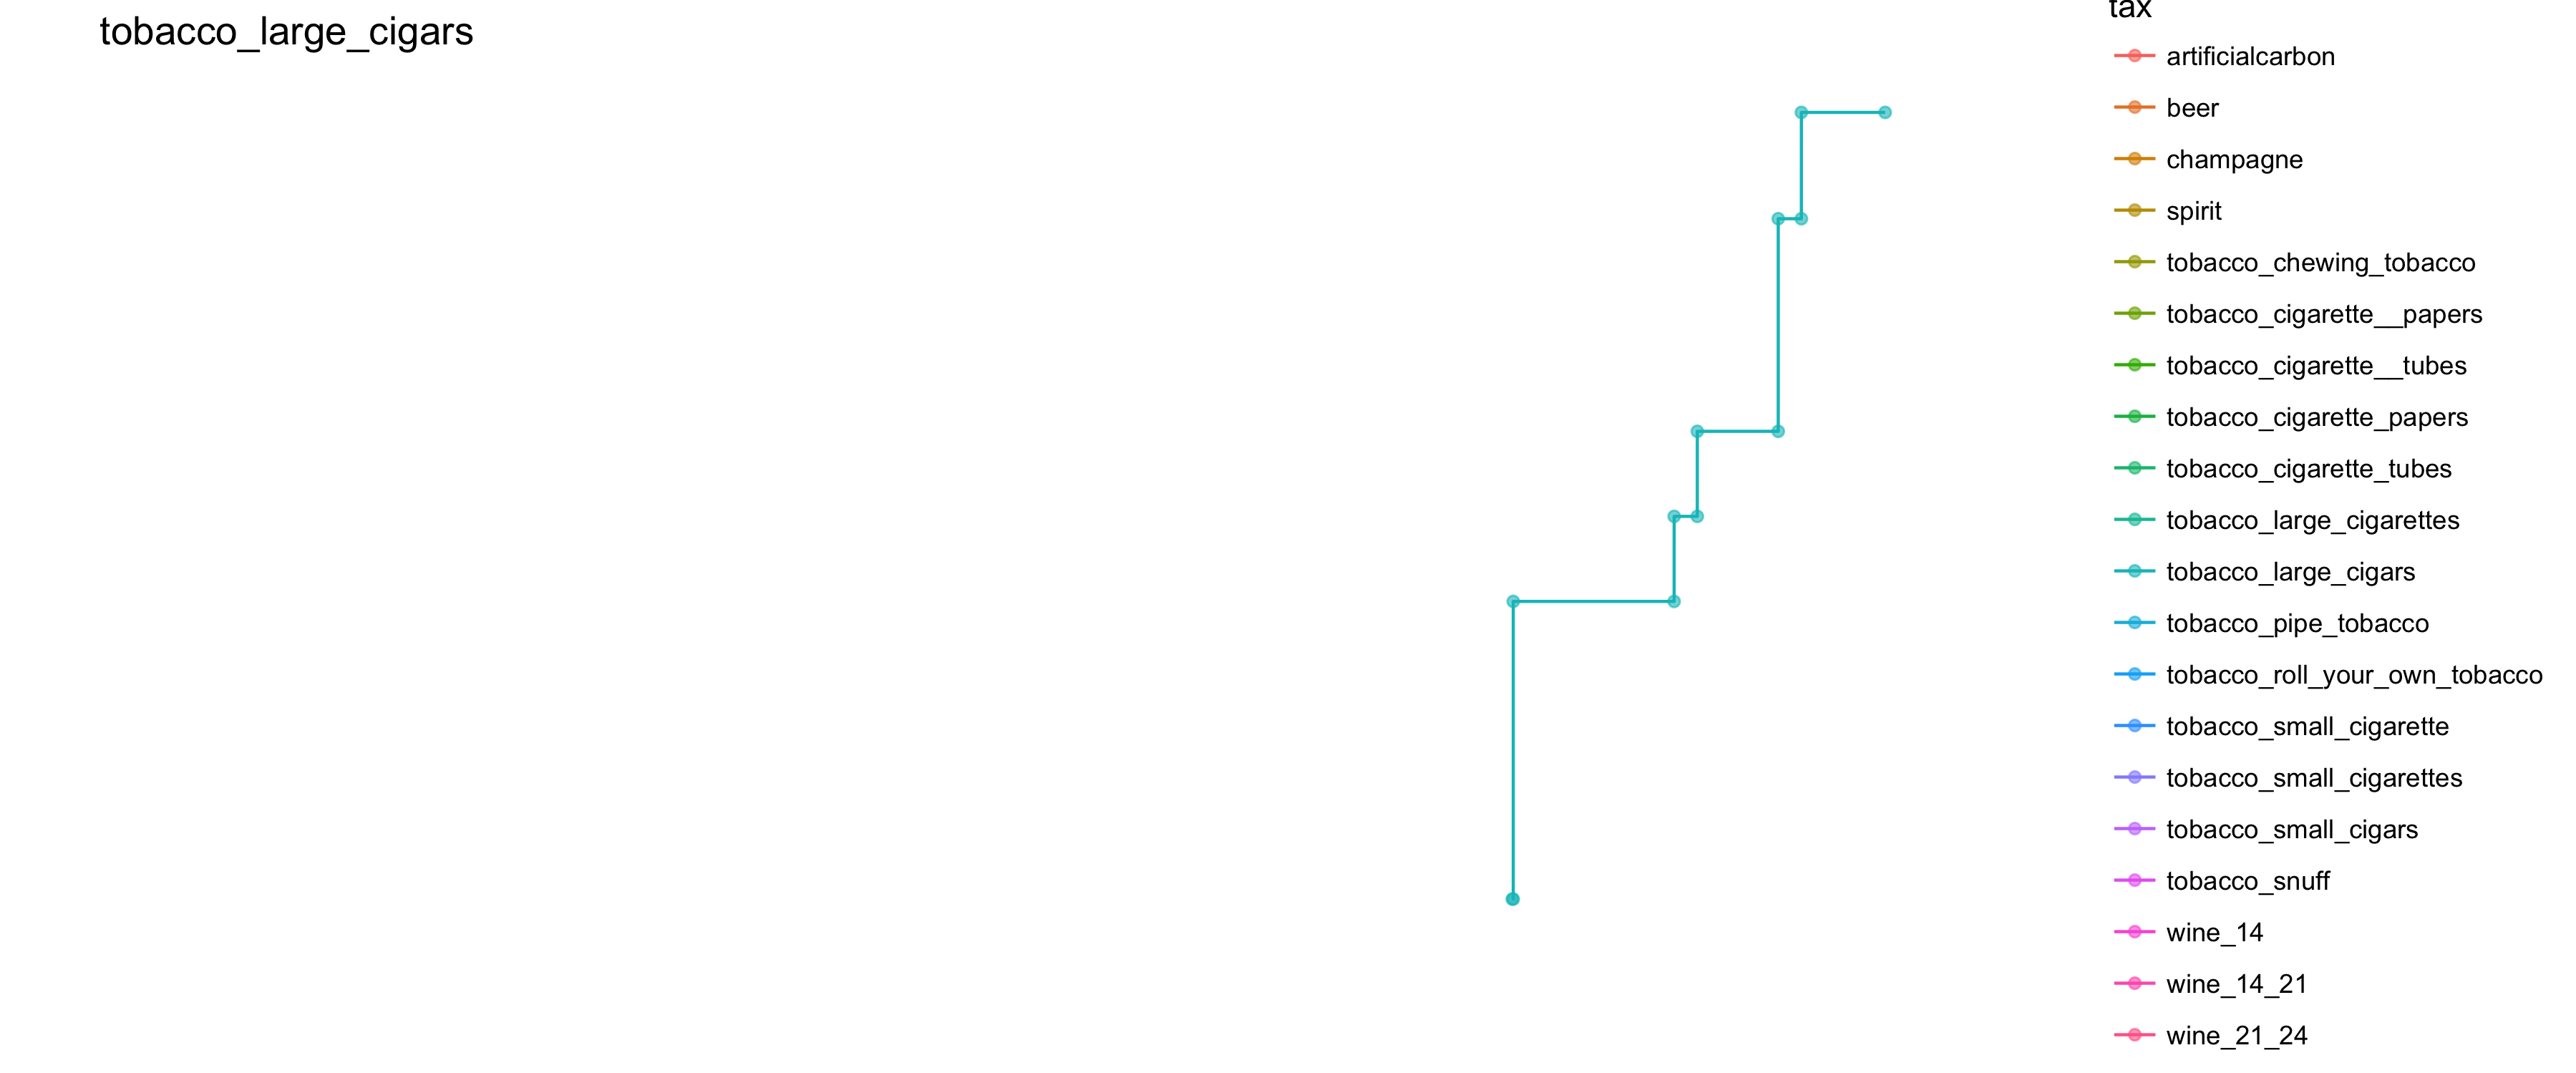 tobacco_large_cigars
tax
artificialcarbon
beer
champagne
spirit
tobacco_chewing_tobacco
tobacco_cigarette__papers
tobacco_cigarette__tubes
tobacco_cigarette_papers
tobacco_cigarette_tubes
tobacco_large_cigarettes
tobacco_large_cigars
tobacco_pipe_tobacco
tobacco_roll_your_own_tobacco
tobacco_small_cigarette
tobacco_small_cigarettes
tobacco_small_cigars
tobacco_snuff
wine_14
wine_14_21
wine_21_24